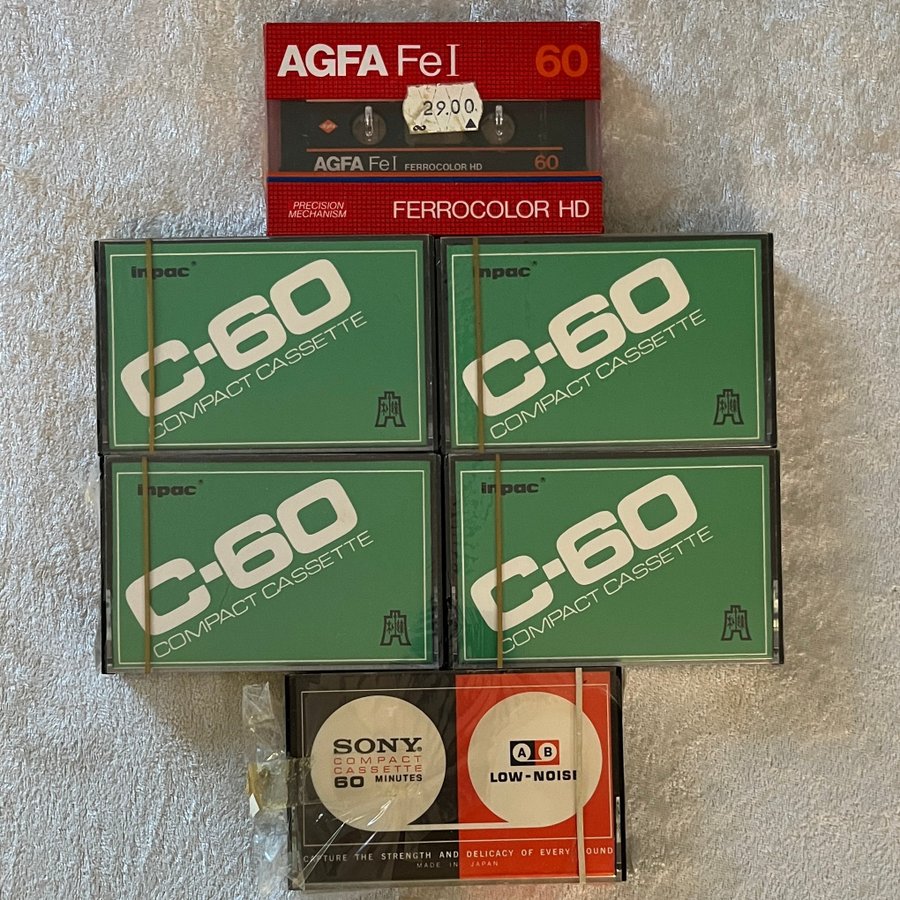 AGFA FeI 60
29.00
AGFA FeI FERROCOLOR HD 60
PRECISION
MECHANISM
FERROCOLOR HD
inpac
C-60
COMPACT CASSETTE
inpac
C-60
COMPACT CASSETTE
inpac
C-60
COMPACT CASSETTE
inpac
C-60
COMPACT CASSETTE
SONY®
COMPACT
CASSETTE
60 MINUTES
A B
LOW-NOISE
CAPTURE THE STRENGTH AND DELICACY OF EVERY SOUND
MADE IN JAPAN